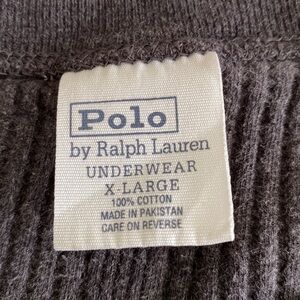 Polo
by Ralph Lauren
UNDERWEAR
X-LARGE
100% COTTON
MADE IN PAKISTAN
CARE ON REVERSE